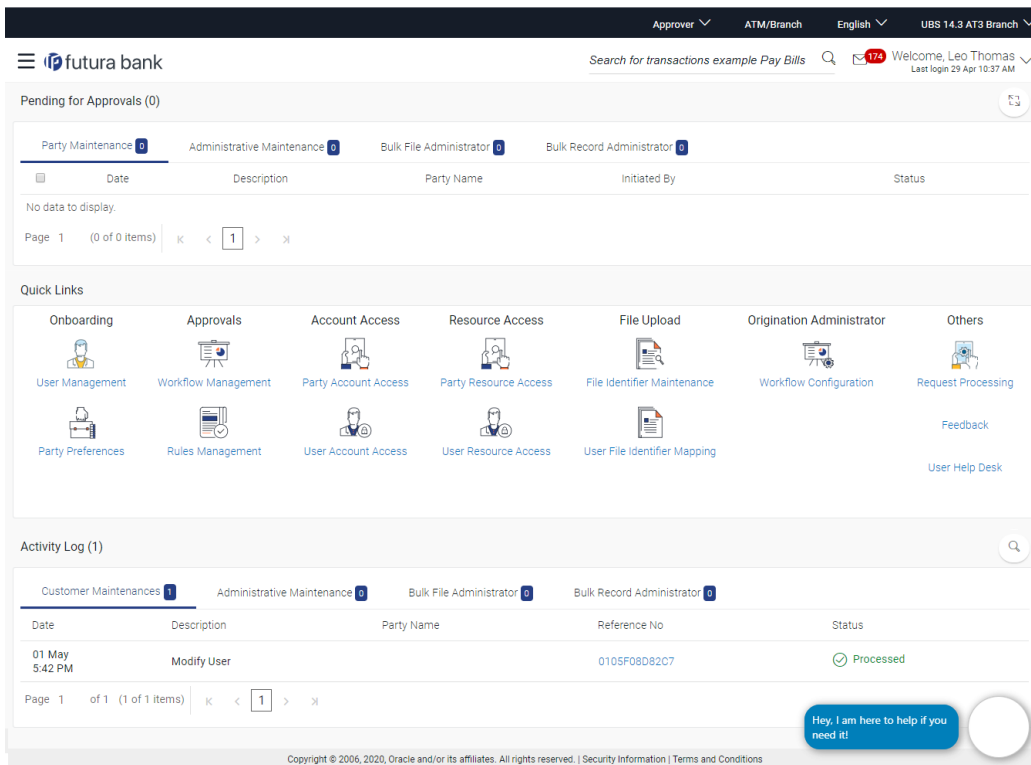 Approver ATM/Branch English UBS 14.3 AT3 Branch
futura bank Search for transactions example Pay Bills 174 Welcome, Leo Thomas
Last login 29 Apr 10:37 AM
Pending for Approvals (0)
Party Maintenance 0 Administrative Maintenance 0 Bulk File Administrator 0 Bulk Record Administrator 0
Date Description Party Name Initiated By Status
No data to display.
Page 1 (0 of 0 items) 1
Quick Links
Onboarding Approvals Account Access Resource Access File Upload Origination Administrator Others
User Management Workflow Management Party Account Access Party Resource Access File Identifier Maintenance Workflow Configuration Request Processing
Feedback
Party Preferences Rules Management User Account Access User Resource Access User File Identifier Mapping
User Help Desk
Activity Log (1)
Customer Maintenances 1 Administrative Maintenance 0 Bulk File Administrator 0 Bulk Record Administrator 0
Date Description Party Name Reference No Status
01 May
5:42 PM Modify User 0105F08D82C7 Processed
Page 1 of 1 (1 of 1 items) 1
Hey, I am here to help if you
need it!
Copyright © 2006, 2020, Oracle and/or its affiliates. All rights reserved. | Security Information | Terms and Conditions